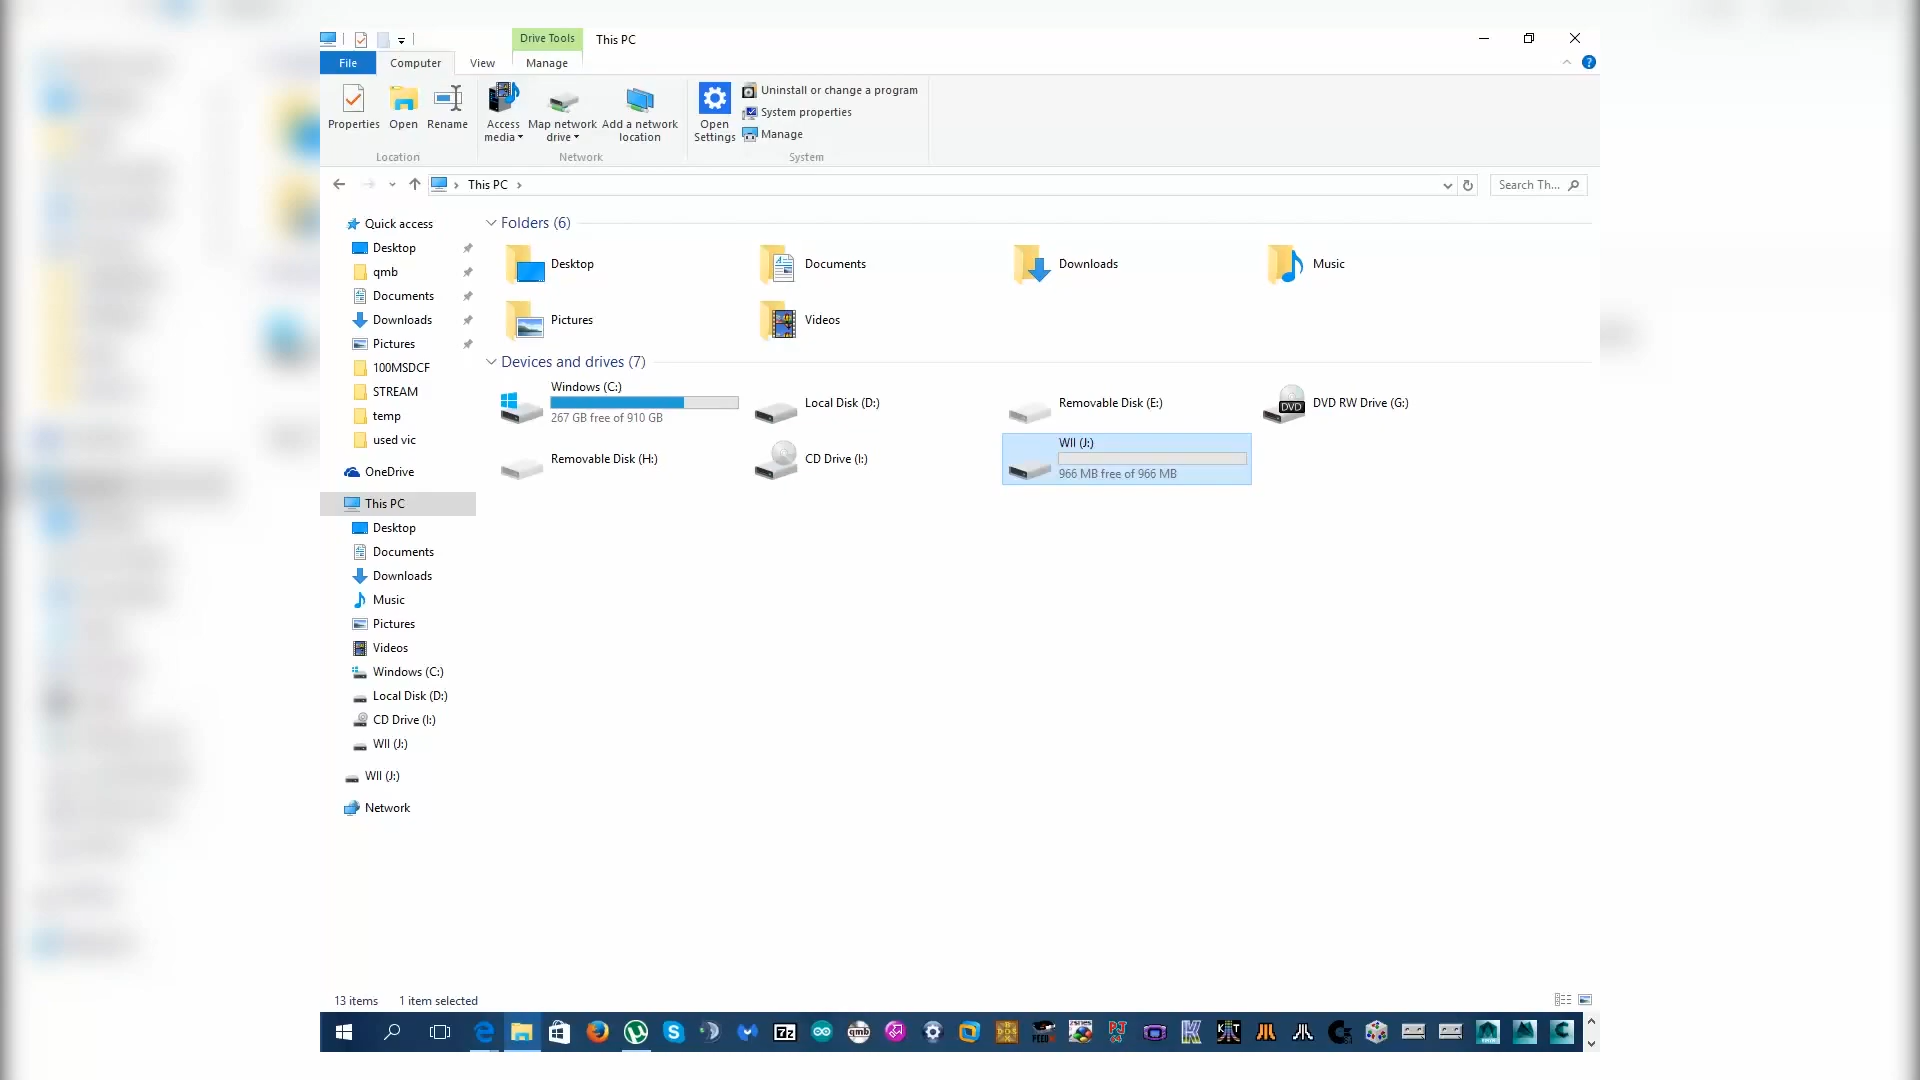 Drive Tools
This PC
File
Computer
View
Manage
Properties
Open
Rename
Access
media
Map network
drive
Add a network
location
Open
Settings
Uninstall or change a program
System properties
Manage
Location
Network
System
This PC
Search Th...
Quick access
Desktop
qmb
Documents
Downloads
Pictures
100MSDCF
STREAM
temp
used vic
OneDrive
This PC
Desktop
Documents
Downloads
Music
Pictures
Videos
Windows (C:)
Local Disk (D:)
CD Drive (I:)
WII (J:)
WII (J:)
Network
Folders (6)
Desktop
Documents
Downloads
Music
Pictures
Videos
Devices and drives (7)
Windows (C:)
267 GB free of 910 GB
Local Disk (D:)
Removable Disk (E:)
DVD
DVD RW Drive (G:)
Removable Disk (H:)
CD Drive (I:)
WII (J:)
966 MB free of 966 MB
13 items
1 item selected
7z
qmb